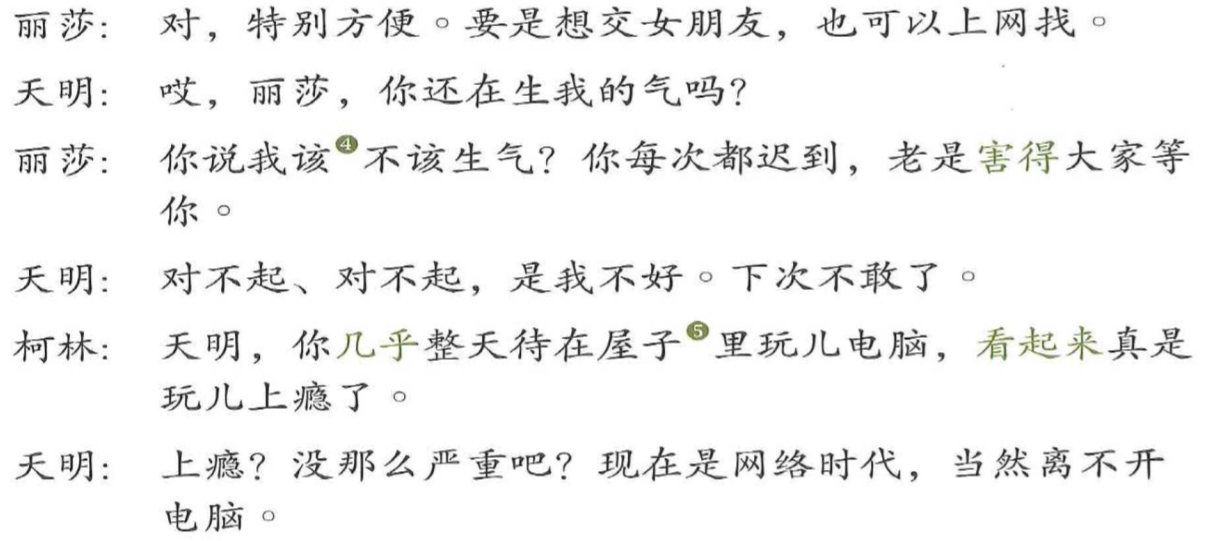 丽莎： 对，特别方便。要是想交女朋友，也可以上网找。
天明： 哎，丽莎，你还在生我的气吗？
丽莎： 你说我该❹不该生气？你每次都迟到，老是害得大家等
你。
天明： 对不起、对不起，是我不好。下次不敢了。
柯林： 天明，你几乎整天待在屋子❺里玩儿电脑，看起来真是
玩儿上瘾了。
天明： 上瘾？没那么严重吧？现在是网络时代，当然离不开
电脑。